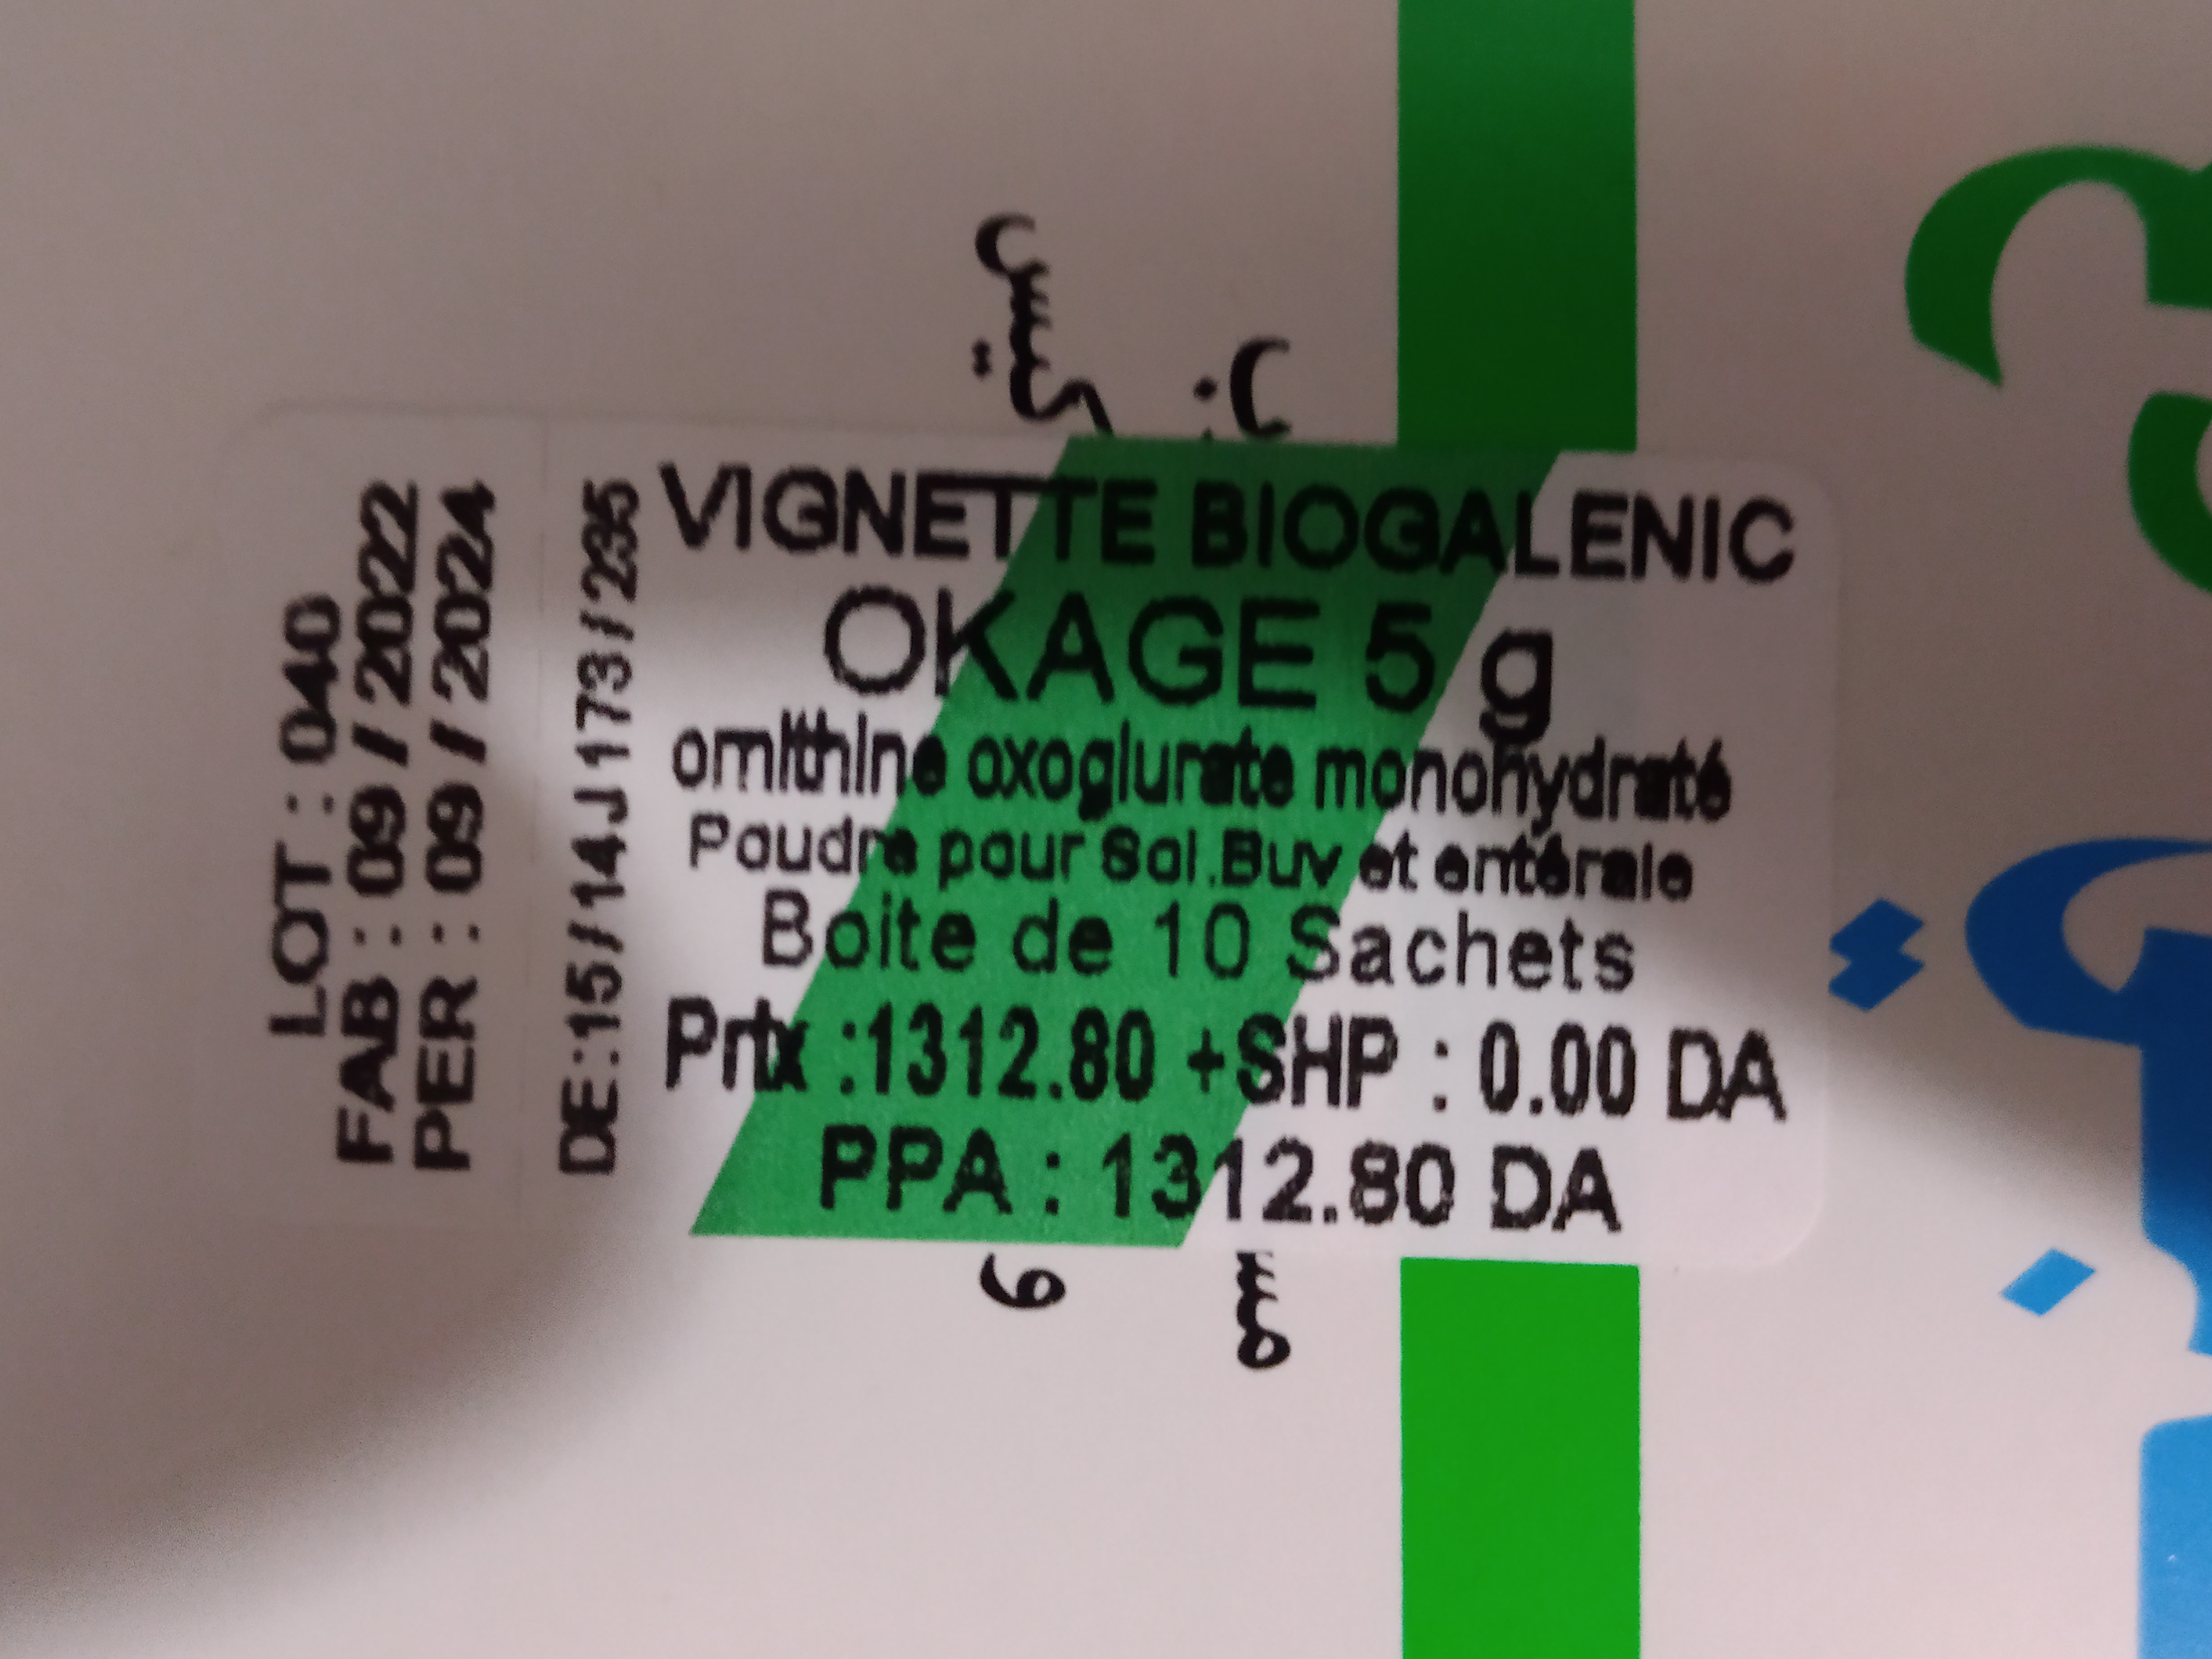 LOT : 040
FAB : 09 / 2022
PER : 09 / 2024
DE:15/14J173/235
VIGNETTE BIOGALENIC
OKAGE 5 g
ornithine oxoglurate monohydraté
Poudre pour Sol.Buv et entérale
Boite de 10 Sachets
Prix :1312.80 +SHP : 0.00 DA
PPA : 1312.80 DA